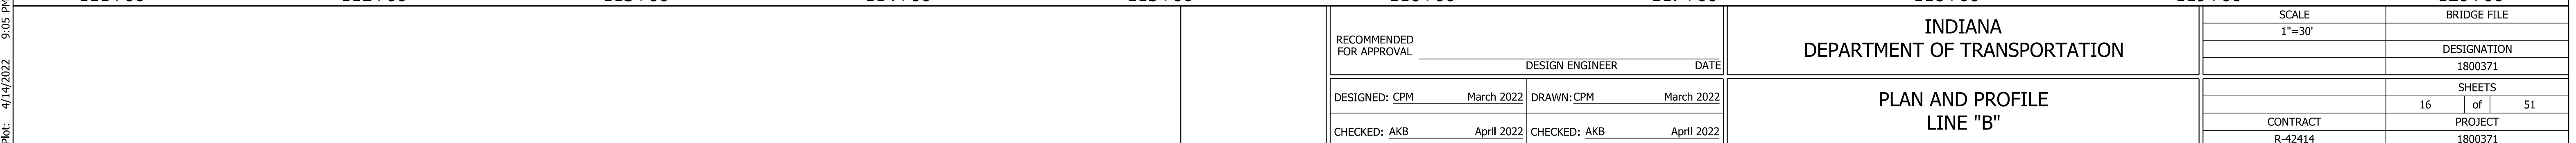 Plot: 4/14/2022 9:05 PM
RECOMMENDED
FOR APPROVAL
DESIGN ENGINEER DATE
INDIANA
DEPARTMENT OF TRANSPORTATION
SCALE BRIDGE FILE
1"=30'
DESIGNATION
1800371
DESIGNED: CPM March 2022 DRAWN: CPM March 2022
CHECKED: AKB April 2022 CHECKED: AKB April 2022
PLAN AND PROFILE
LINE "B"
SHEETS
16 of 51
CONTRACT PROJECT
R-42414 1800371